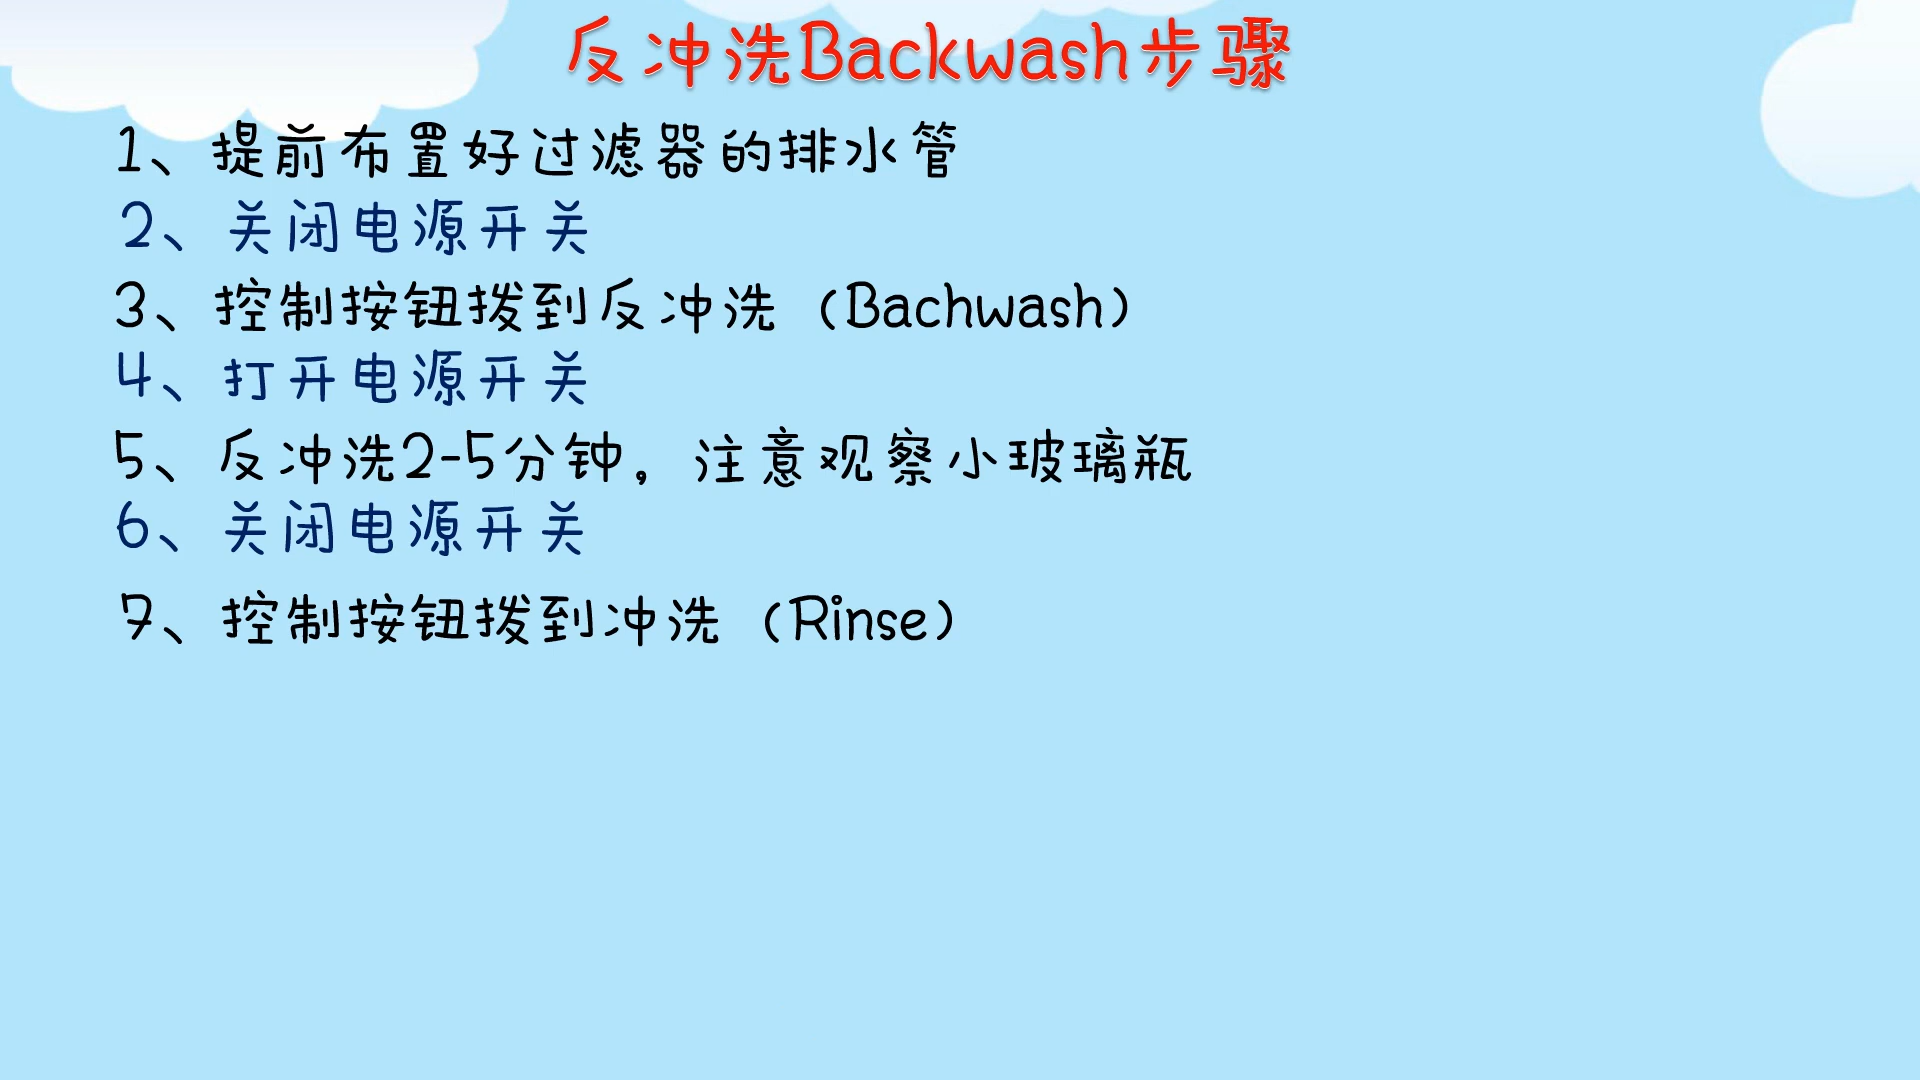 反冲洗Backwash步骤
1、提前布置好过滤器的排水管
2、关闭电源开关
3、控制按钮拨到反冲洗（Bachwash）
4、打开电源开关
5、反冲洗2-5分钟，注意观察小玻璃瓶
6、关闭电源开关
7、控制按钮拨到冲洗（Rinse）